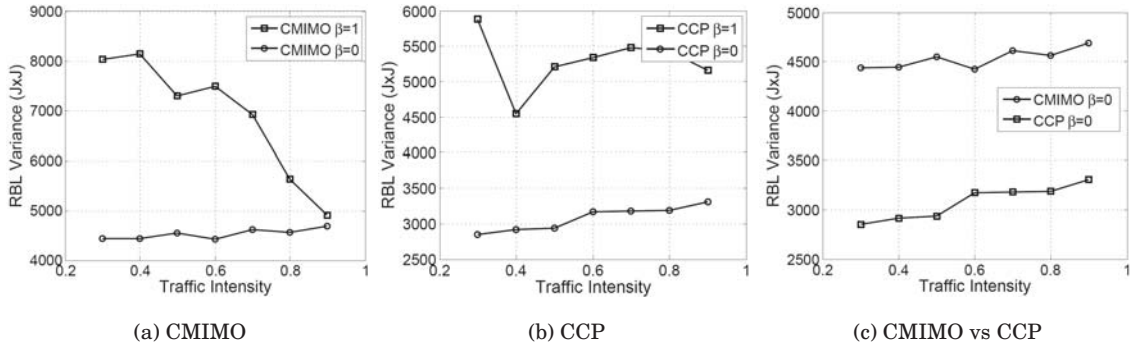 9000
8000
7000
6000
5000
4000
0.2
0.4
0.6
0.8
1
RBL Variance (JxJ)
Traffic Intensity
CMIMO β=1
CMIMO β=0
(a) CMIMO
6000
5500
5000
4500
4000
3500
3000
2500
0.2
0.4
0.6
0.8
1
RBL Variance (JxJ)
Traffic Intensity
CCP β=1
CCP β=0
(b) CCP
5000
4500
4000
3500
3000
2500
0.2
0.4
0.6
0.8
1
RBL Variance (JxJ)
Traffic Intensity
CMIMO β=0
CCP β=0
(c) CMIMO vs CCP